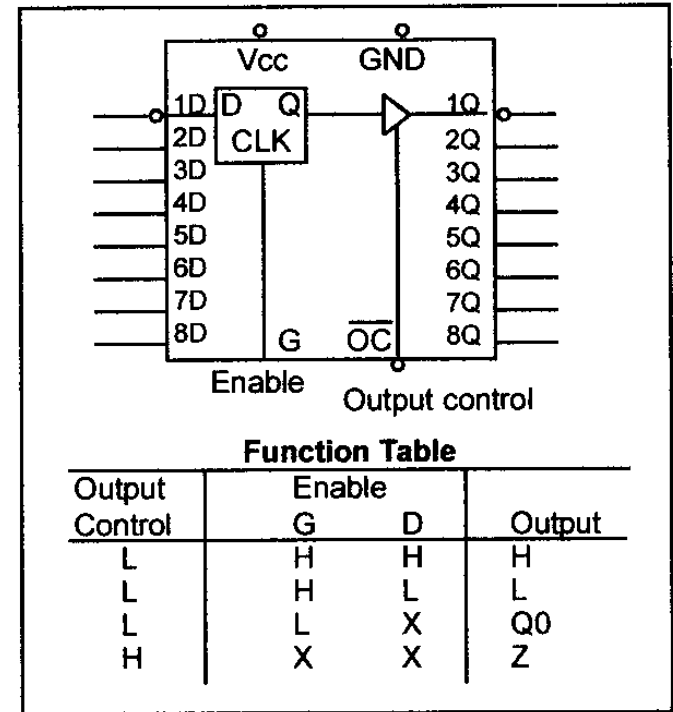 Vcc GND
1D D Q 1Q
2D CLK 2Q
3D 3Q
4D 4Q
5D 5Q
6D 6Q
7D 7Q
8D G OC 8Q
Enable Output control
Function Table
Output Enable
Control G D Output
L H H H
L H L L
L L X Q0
H X X Z